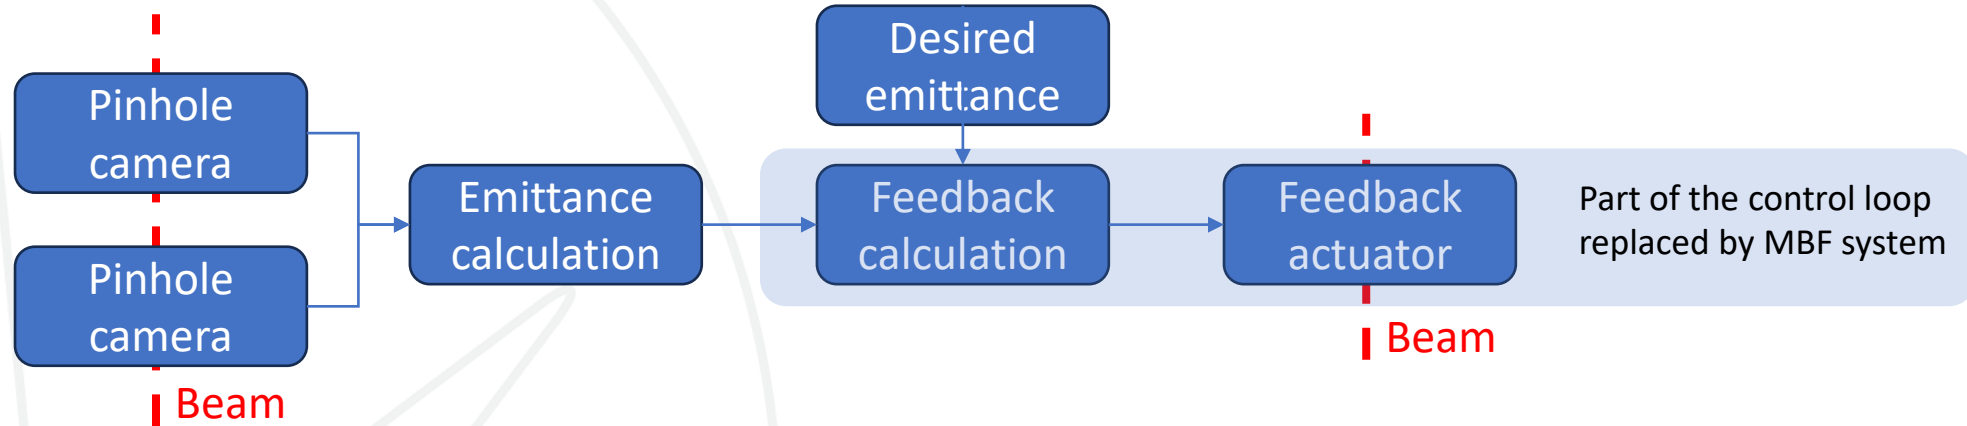 Pinhole
camera
Pinhole
camera
Beam
Emittance
calculation
Desired
emittance
Feedback
calculation
Feedback
actuator
Beam
Part of the control loop
replaced by MBF system